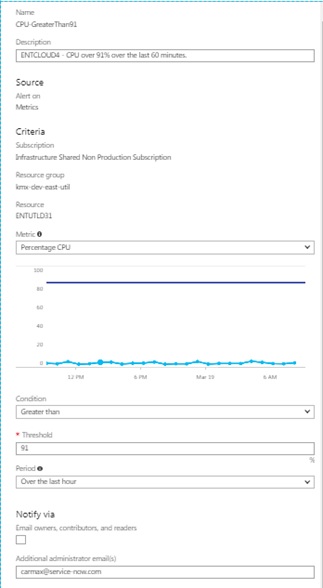 Name
CPU-GreaterThan91
Description
ENTCLOUD4 - CPU over 91% over the last 60 minutes.
Source
Alert on
Metrics
Criteria
Subscription
Infrastructure Shared Non Production Subscription
Resource group
kmx-dev-east-util
Resource
ENTUTLD31
Metric
Percentage CPU
100
80
60
40
20
0
12 PM 6 PM Mar 15 6 AM
Condition
Greater than
* Threshold
91
%
Period
Over the last hour
Notify via
Email owners, contributors, and readers
Additional administrator email(s)
carmax@service-now.com